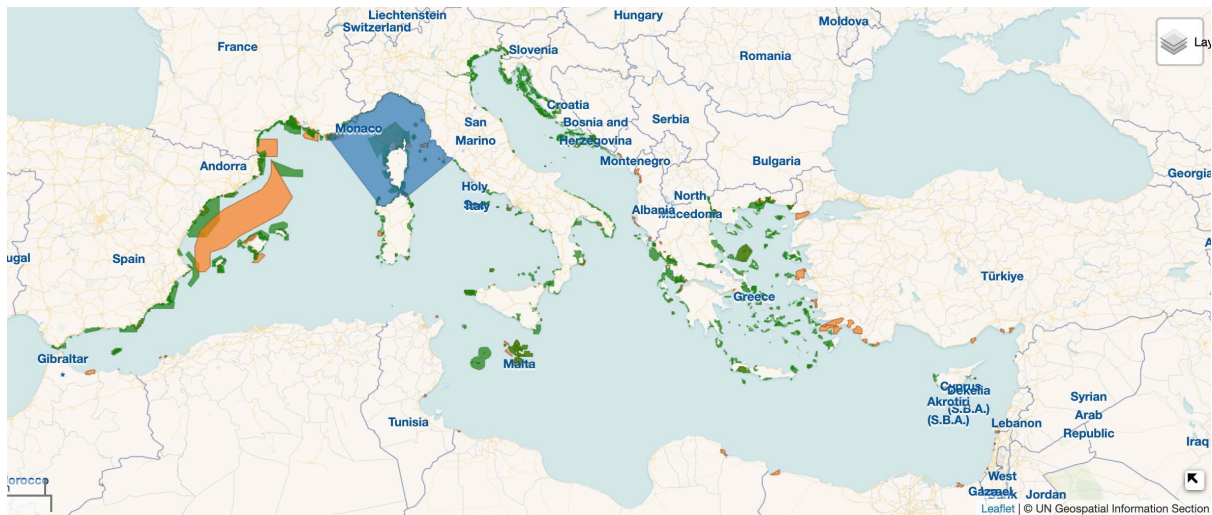 Liechtenstein
Switzerland
Hungary
Moldova
France
Slovenia
Romania
Lay
Croatia
Monaco
San
Marino
Bosnia and
Herzegovina
Serbia
Andorra
Montenegro
Bulgaria
Georgia
Holy
Italy
North
Macedonia
Albania
ugal
Spain
Türkiye
Greece
Gibraltar
*
Malta
Cyprus
Dekelia
(S.B.A.)
Akrotiri
(S.B.A.)
Syrian
Arab
Republic
Tunisia
Lebanon
Iraq
West
Jordan
Leaflet | © UN Geospatial Information Section